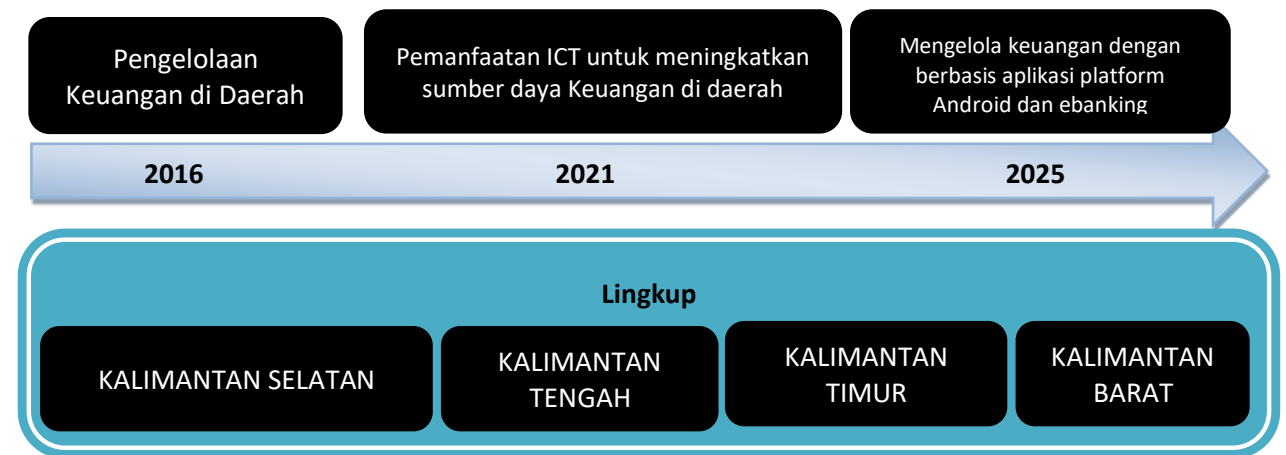 Pengelolaan
Keuangan di Daerah
Pemanfaatan ICT untuk meningkatkan
sumber daya Keuangan di daerah
Mengelola keuangan dengan
berbasis aplikasi platform
Android dan ebanking
2016
2021
2025
Lingkup
KALIMANTAN SELATAN
KALIMANTAN
TENGAH
KALIMANTAN
TIMUR
KALIMANTAN
BARAT